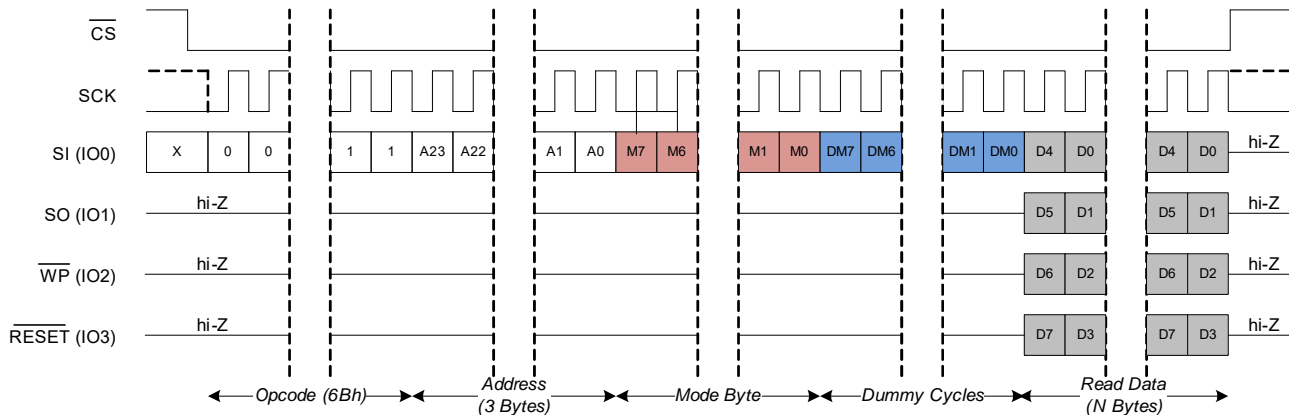 CS
SCK
SI (IO0) X 0 0 1 1 A23 A22 A1 A0 M7 M6 M1 M0 DM7 DM6 DM1 DM0 D4 D0 D4 D0 hi-Z
SO (IO1) hi-Z D5 D1 D5 D1 hi-Z
WP (IO2) hi-Z D6 D2 D6 D2 hi-Z
RESET (IO3) hi-Z D7 D3 D7 D3 hi-Z
Opcode (6Bh) Address Mode Byte Dummy Cycles Read Data
(3 Bytes) (N Bytes)